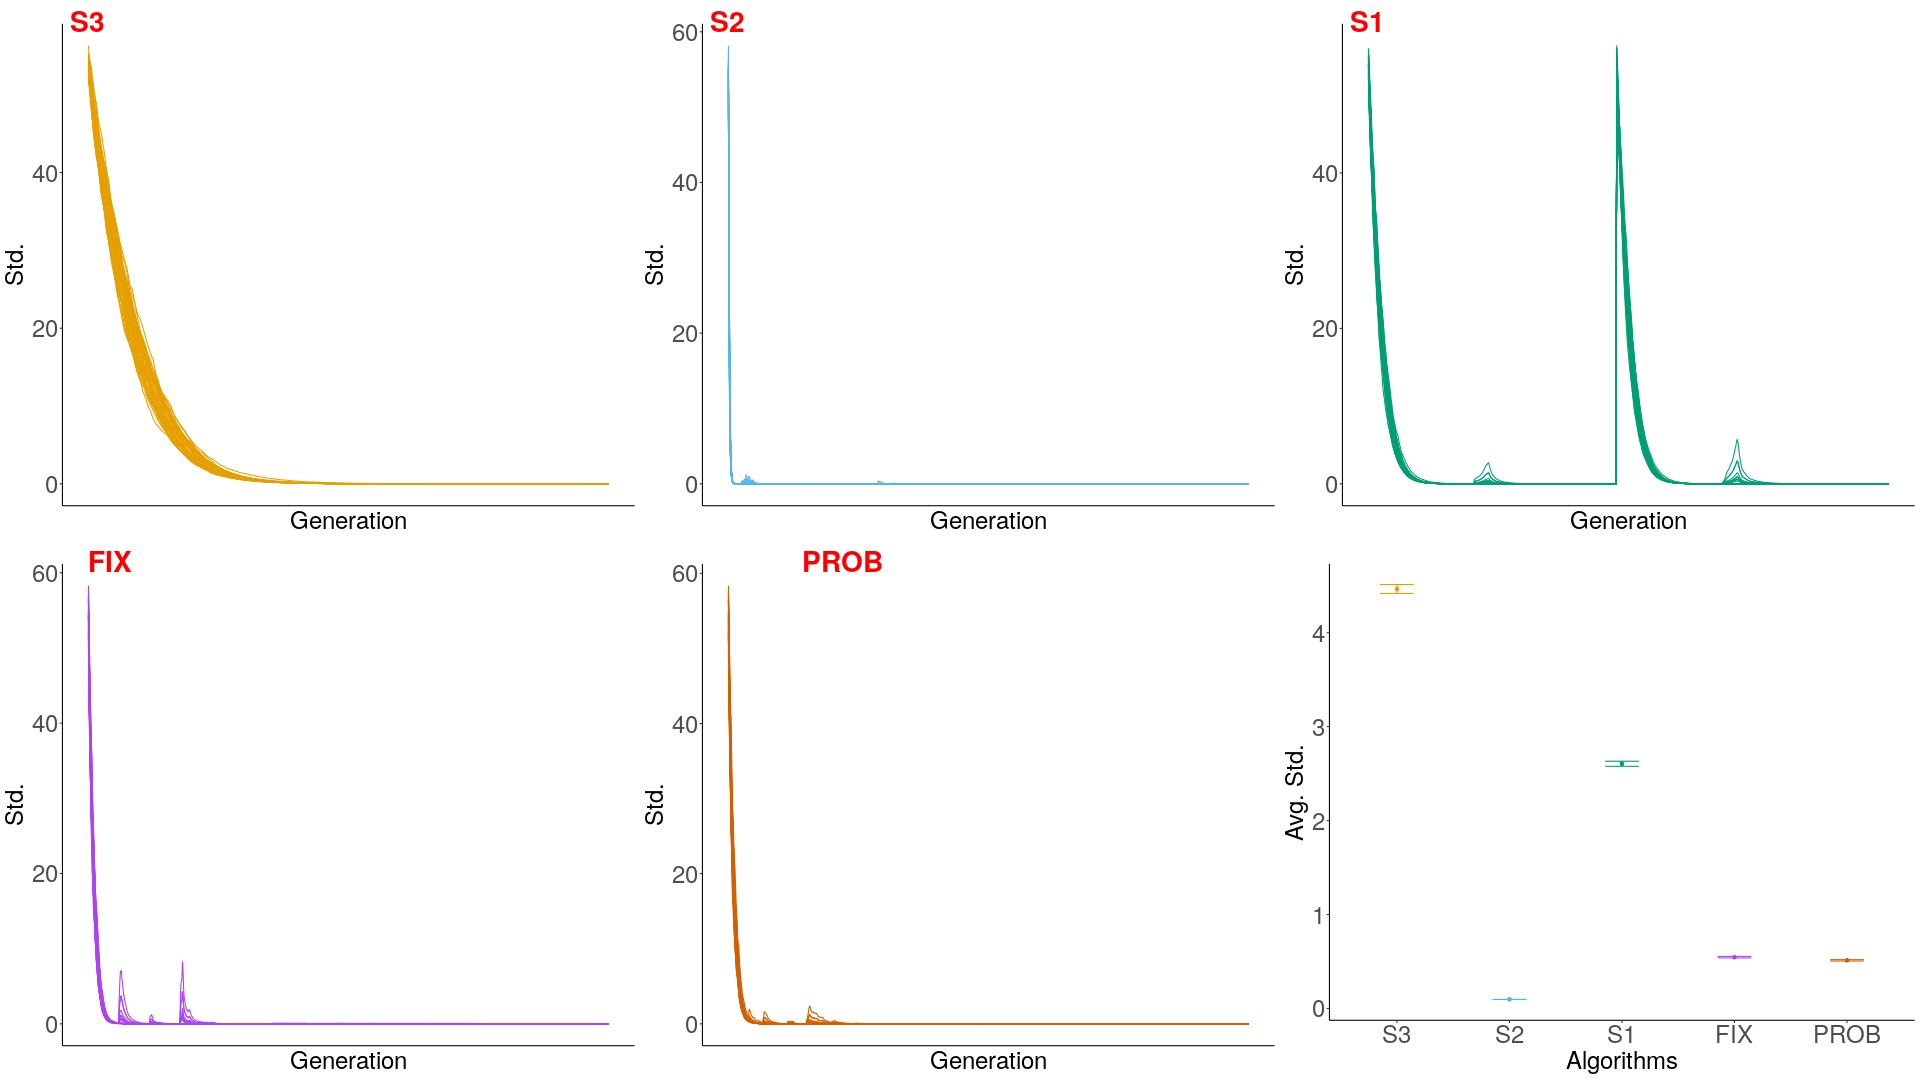 S3
40
20
0
Std.
Generation
S2
60
40
20
0
Std.
Generation
S1
40
20
0
Std.
Generation
FIX
60
40
20
0
Std.
Generation
PROB
60
40
20
0
Std.
Generation
4
3
2
1
0
Avg. Std.
S3 S2 S1 FIX PROB
Algorithms